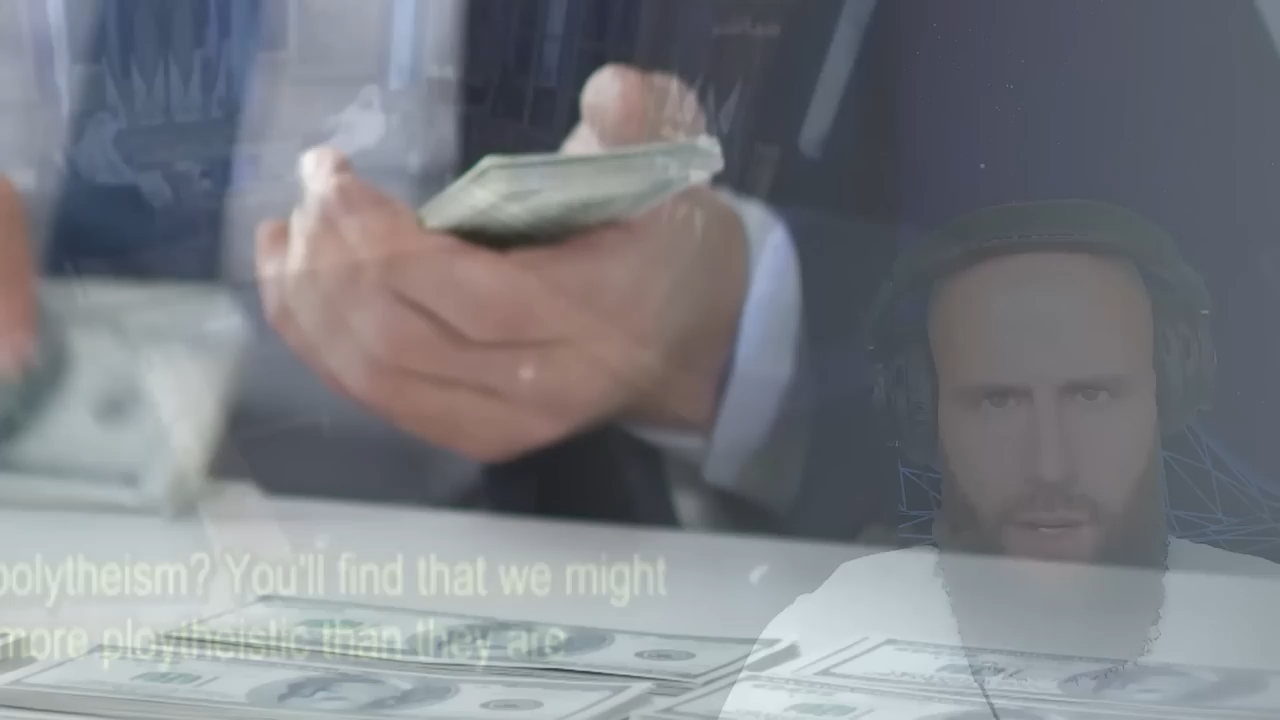 polytheism? You'll find that we might
more ploytheistic than they are